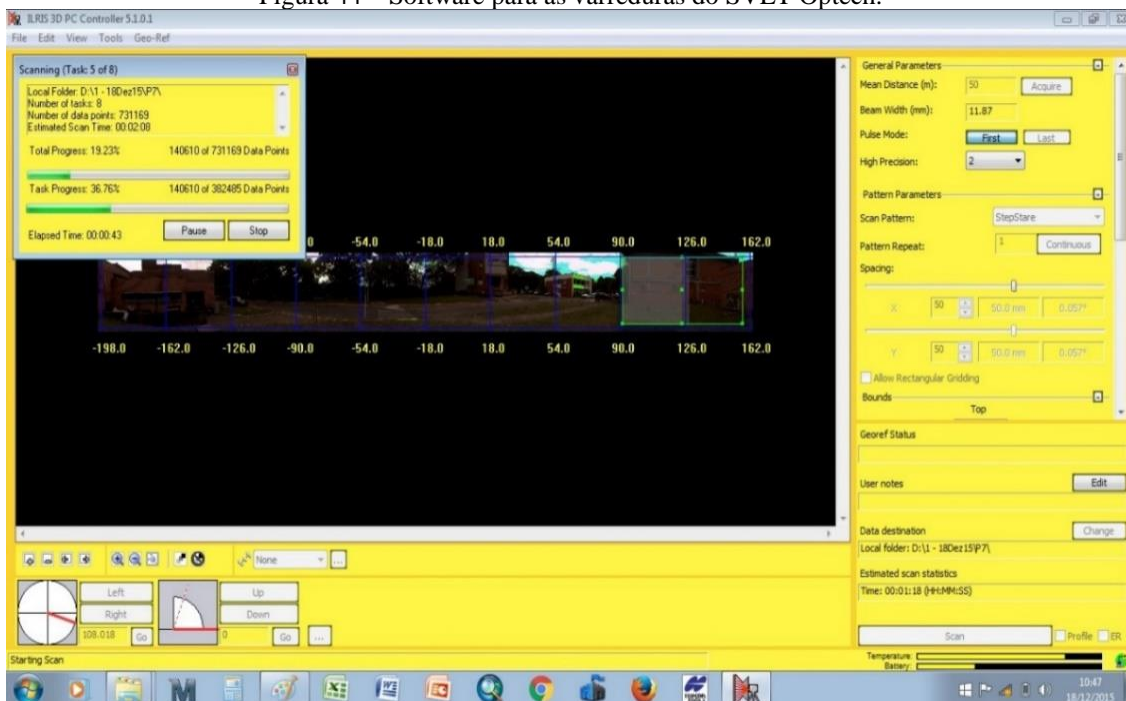 Figura 44 – Software para as varreduras do SVLT Optech.
ILRIS 3D PC Controller 5.1.0.1
File Edit View Tools Geo-Ref
Scanning (Task: 5 of 8)
Local Folder: D:\1 - 18Dez15\P7\
Number of tasks: 8
Number of data points: 731169
Estimated Scan Time: 00:02:08
Total Progress: 19.23% 140610 of 731169 Data Points
Task Progress: 36.76% 140610 of 382485 Data Points
Elapsed Time: 00:00:43 Pause Stop
0 -54.0 -18.0 18.0 54.0 90.0 126.0 162.0
-198.0 -162.0 -126.0 -90.0 -54.0 -18.0 18.0 54.0 90.0 126.0 162.0
None ...
Left
Right
108.018 Go
Up
Down
0 Go ...
Starting Scan
General Parameters
Mean Distance (m): 50 Acquire
Beam Width (mm): 11.87
Pulse Mode: First Last
High Precision: 2
Pattern Parameters
Scan Pattern: StepStare
Pattern Repeat: 1 Continuous
Spacing:
X 50 50.0 mm 0.057°
Y 50 50.0 mm 0.057°
Allow Rectangular Gridding
Bounds
Top
Georef Status
User notes Edit
Data destination Change
Local folder: D:\1 - 18Dez15\P7\
Estimated scan statistics
Time: 00:01:18 (HH:MM:SS)
Scan Profile ER
Temperature:
Battery:
10:47
18/12/2015